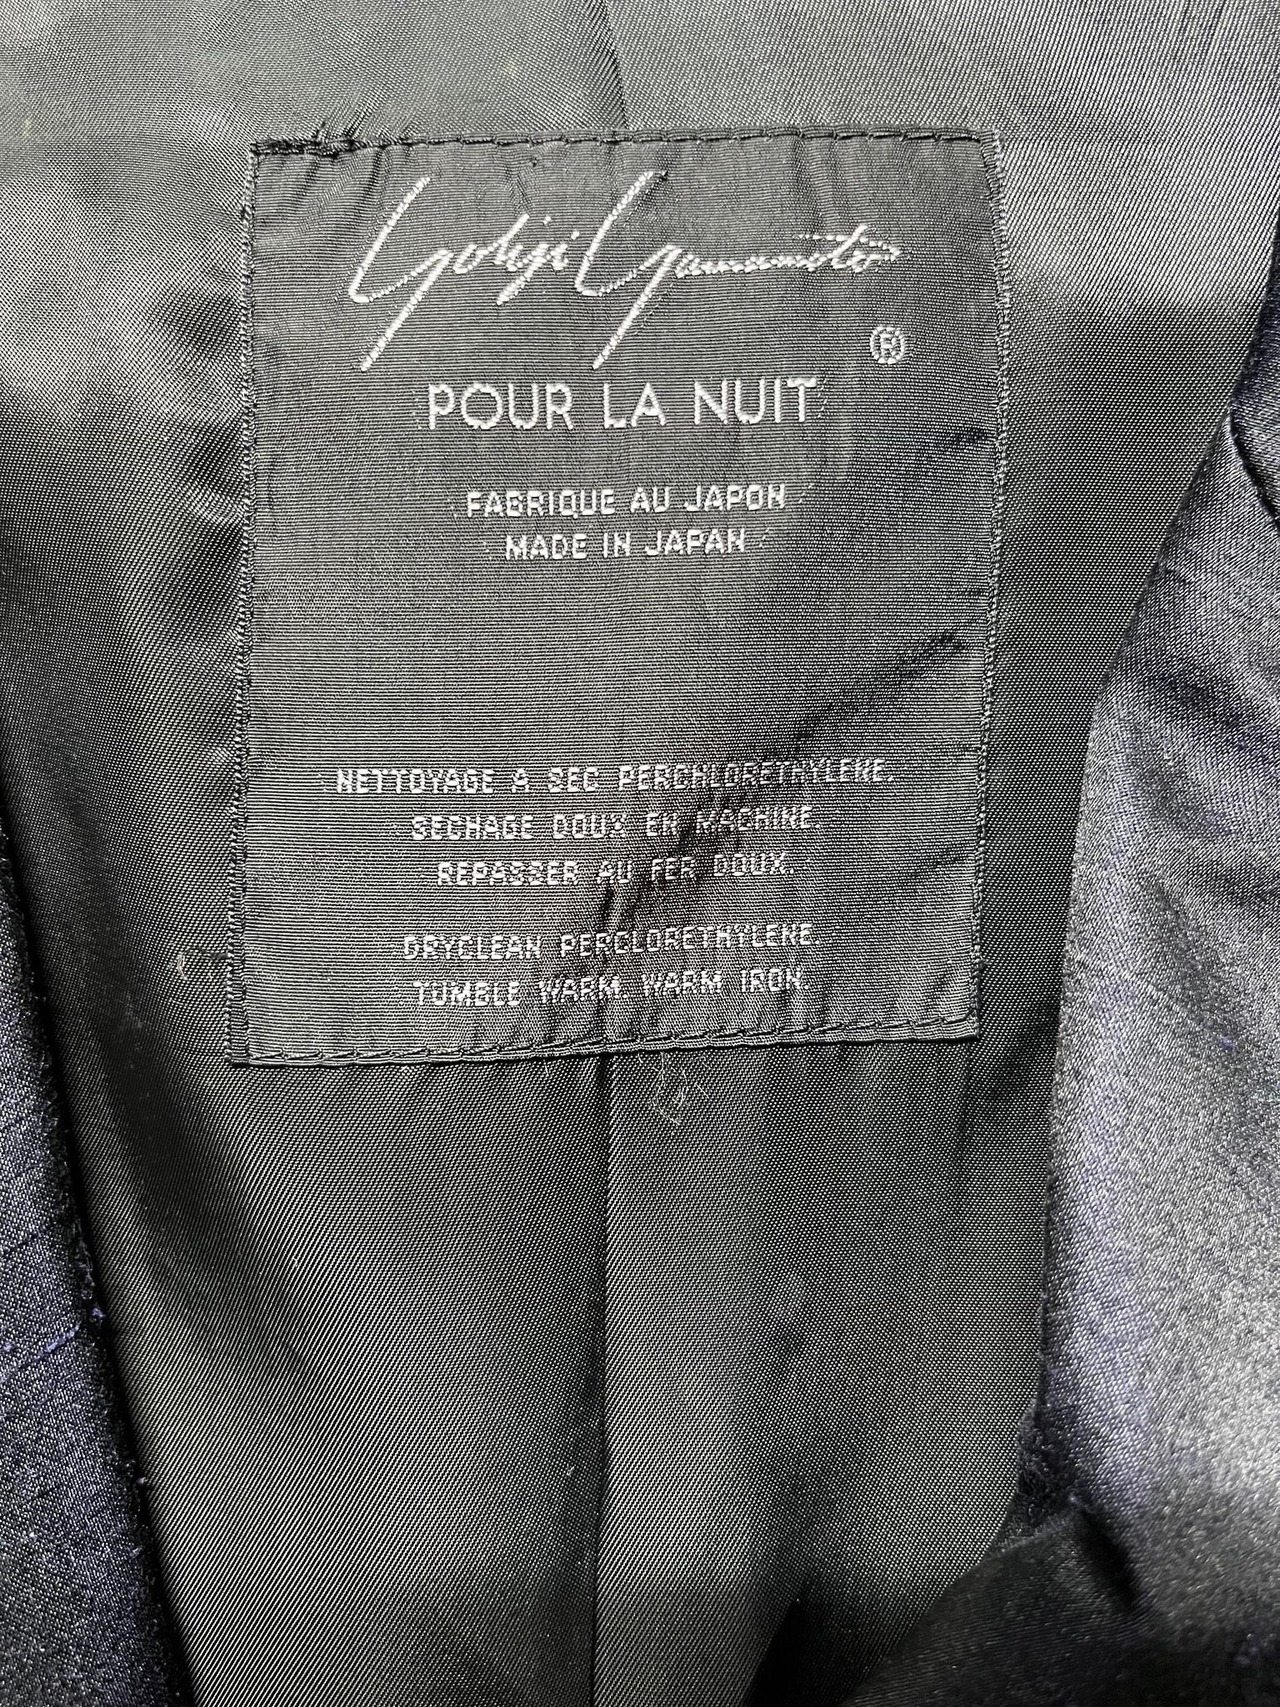 Yohji Yamamoto
®
POUR LA NUIT
FABRIQUE AU JAPON
MADE IN JAPAN
NETTOYAGE A SEC PERCHLORETHYLENE.
SECHAGE DOUX EN MACHINE.
REPASSER AU FER DOUX.
DRYCLEAN PERCLORETHYLENE.
TUMBLE WARM. WARM IRON.